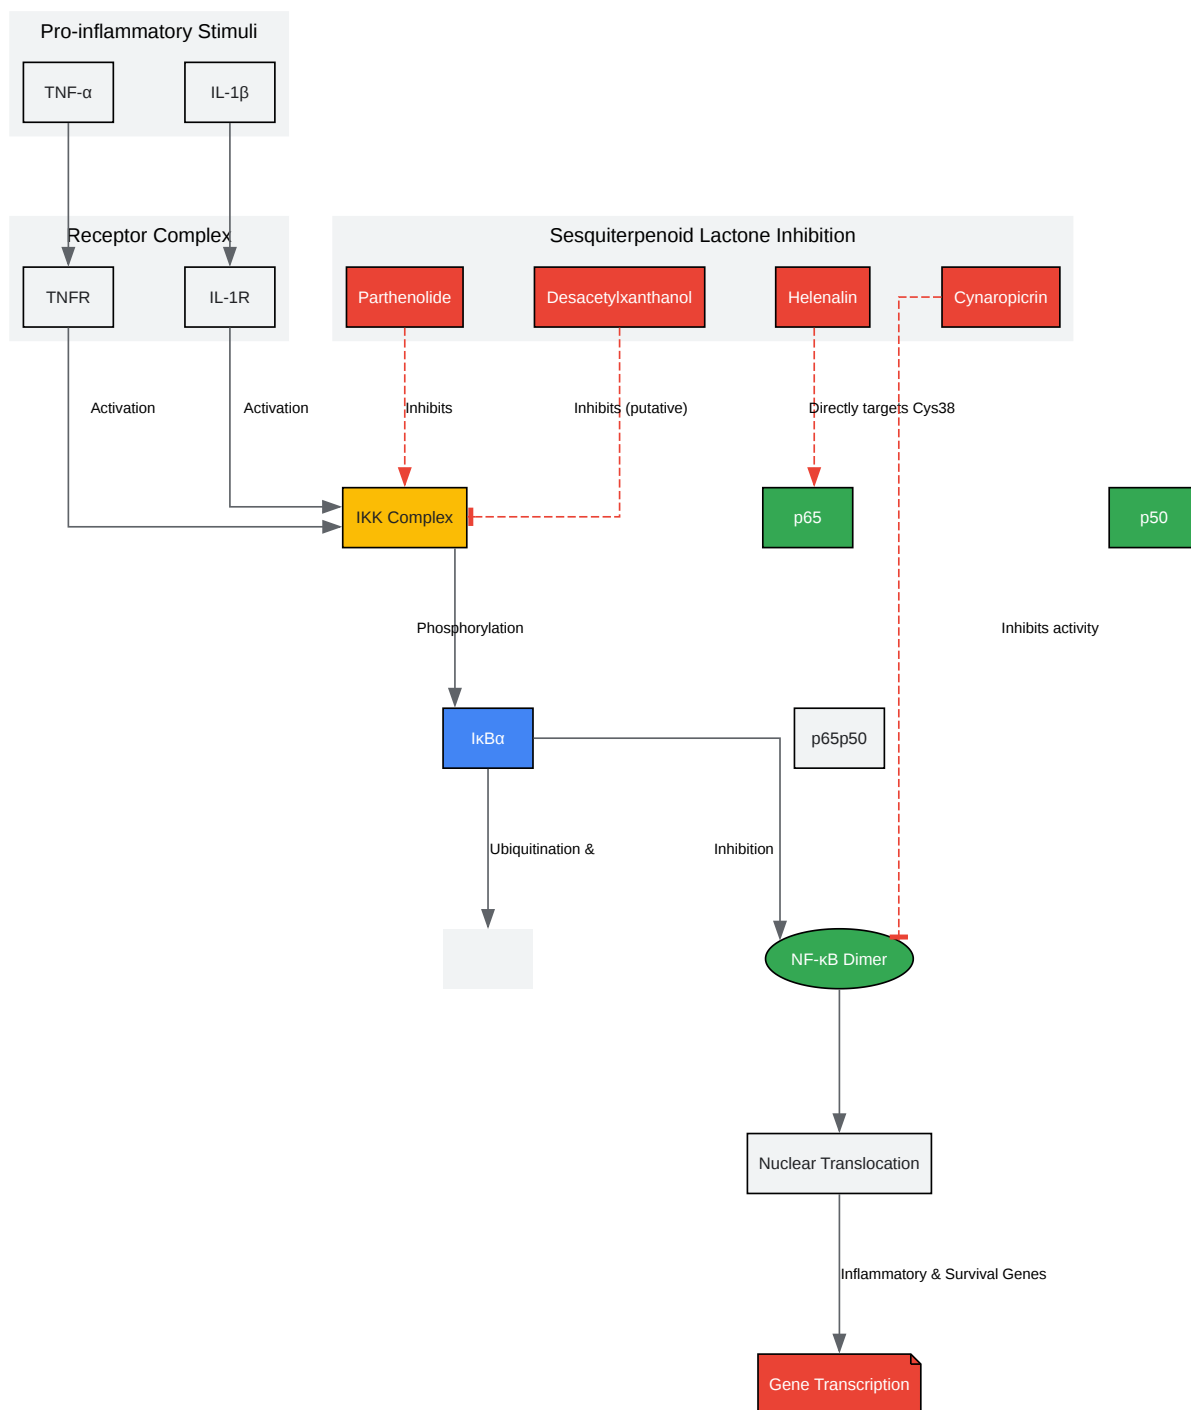 Pro-inflammatory Stimuli
TNF-α
IL-1β
Receptor Complex
Sesquiterpenoid Lactone Inhibition
TNFR
IL-1R
Parthenolide
Desacetylxanthanol
Helenalin
Cynaropicrin
Activation
Activation
Inhibits
Inhibits (putative)
Directly targets Cys38
IKK Complex
p65
p50
Phosphorylation
Inhibits activity
IκBα
p65p50
Ubiquitination &
Inhibition
NF-κB Dimer
Nuclear Translocation
Inflammatory & Survival Genes
Gene Transcription